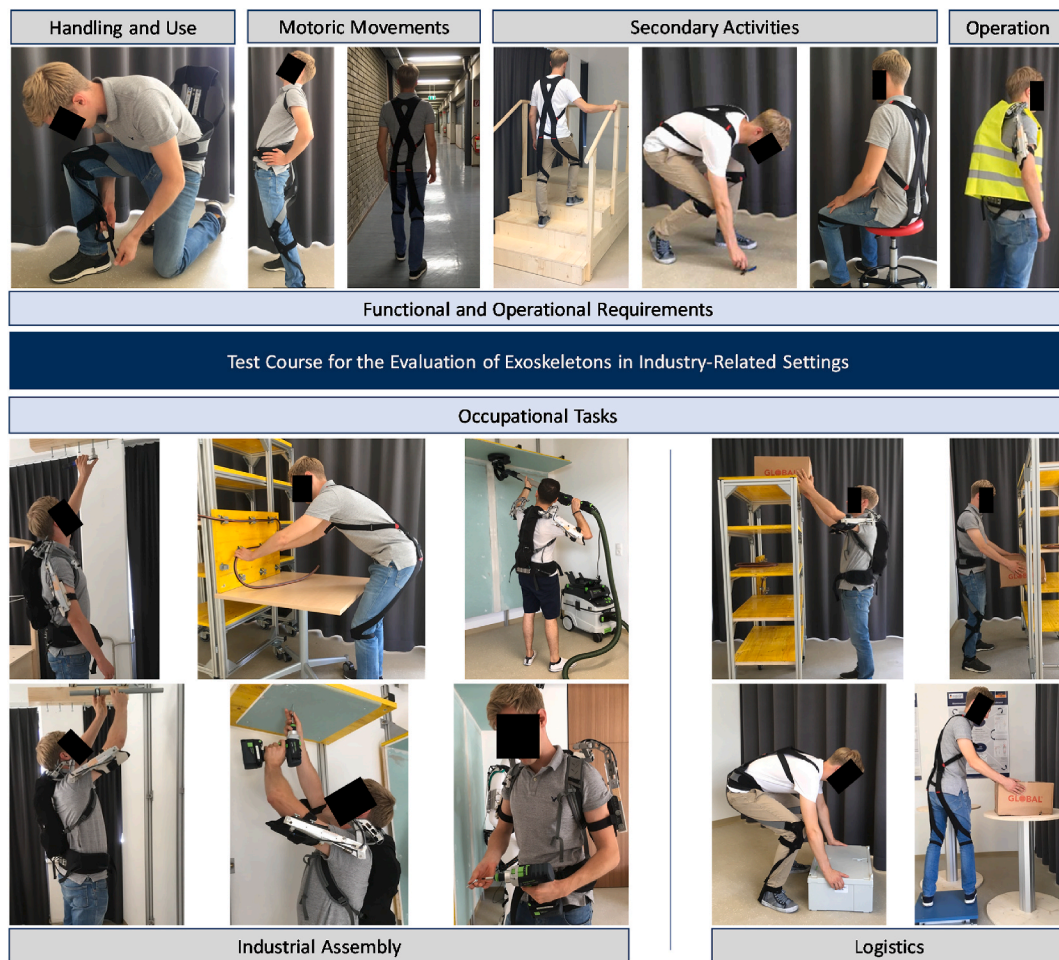 Handling and Use
Motoric Movements
Secondary Activities
Operation
Functional and Operational Requirements
Test Course for the Evaluation of Exoskeletons in Industry-Related Settings
Occupational Tasks
GLOBAL
GLOBAL
GLOBAL
Industrial Assembly
Logistics